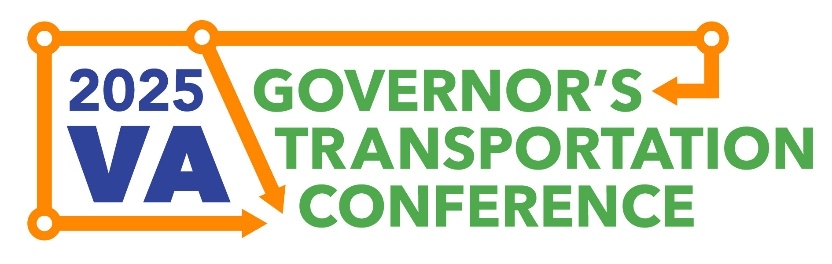 2025
VA
GOVERNOR'S
TRANSPORTATION
CONFERENCE